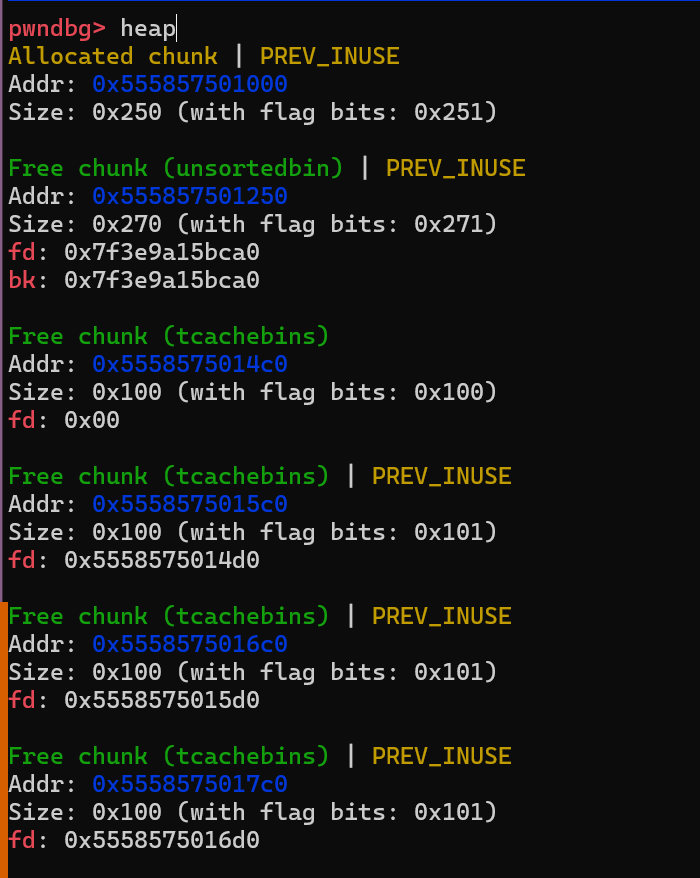 pwndbg> heap
Allocated chunk | PREV_INUSE
Addr: 0x555857501000
Size: 0x250 (with flag bits: 0x251)
Free chunk (unsortedbin) | PREV_INUSE
Addr: 0x555857501250
Size: 0x270 (with flag bits: 0x271)
fd: 0x7f3e9a15bca0
bk: 0x7f3e9a15bca0
Free chunk (tcachebins)
Addr: 0x5558575014c0
Size: 0x100 (with flag bits: 0x100)
fd: 0x00
Free chunk (tcachebins) | PREV_INUSE
Addr: 0x5558575015c0
Size: 0x100 (with flag bits: 0x101)
fd: 0x5558575014d0
Free chunk (tcachebins) | PREV_INUSE
Addr: 0x5558575016c0
Size: 0x100 (with flag bits: 0x101)
fd: 0x5558575015d0
Free chunk (tcachebins) | PREV_INUSE
Addr: 0x5558575017c0
Size: 0x100 (with flag bits: 0x101)
fd: 0x5558575016d0